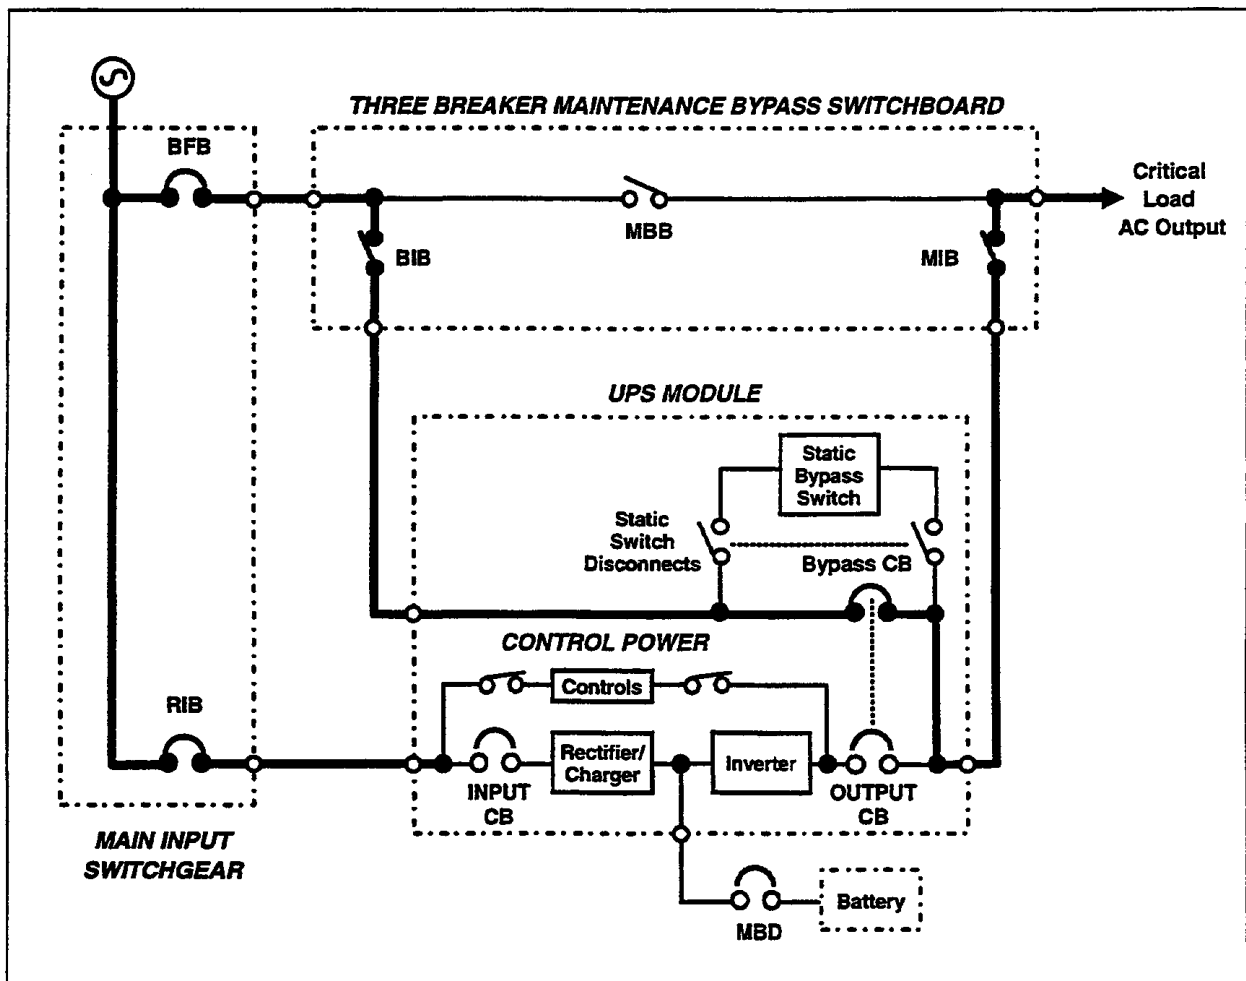 THREE BREAKER MAINTENANCE BYPASS SWITCHBOARD
BFB
MBB
Critical
Load
AC Output
BIB
MIB
UPS MODULE
Static
Bypass
Switch
Static
Switch
Disconnects
Bypass CB
CONTROL POWER
Controls
RIB
Rectifier/
Charger
Inverter
INPUT
CB
OUTPUT
CB
MAIN INPUT
SWITCHGEAR
Battery
MBD